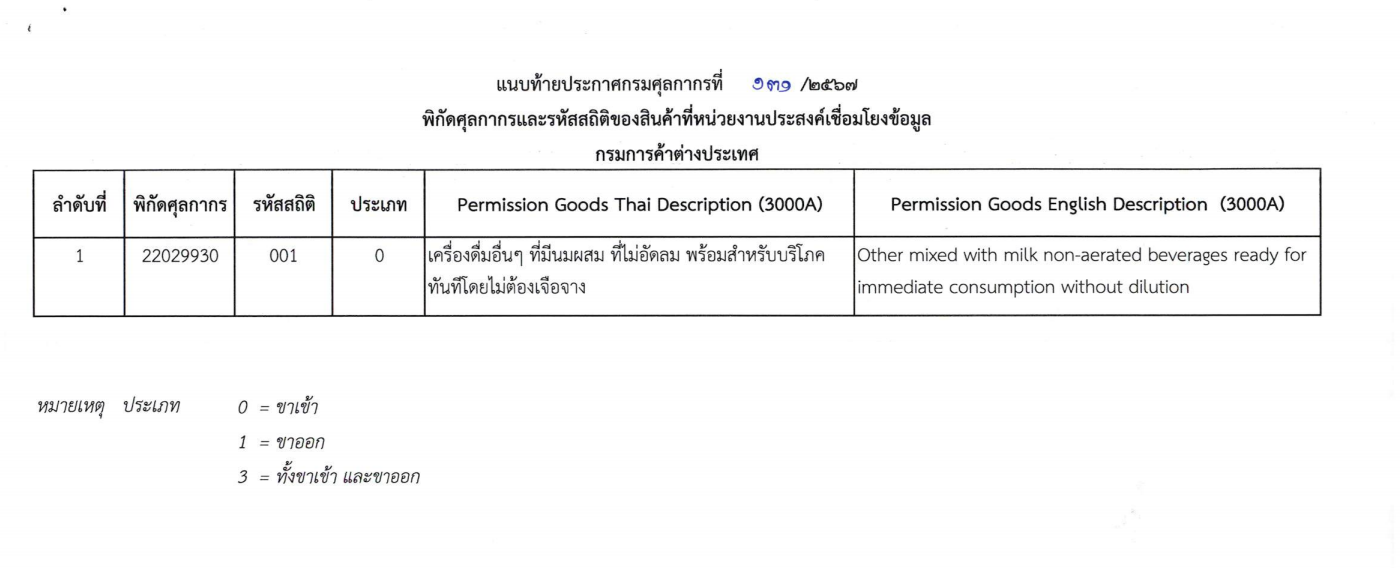 แนบท้ายประกาศกรมศุลกากรที่ ๑๓๑ /๒๕๖๗
พิกัดศุลกากรและรหัสสถิติของสินค้าที่หน่วยงานประสงค์เชื่อมโยงข้อมูล
กรมการค้าต่างประเทศ
ลำดับที่ พิกัดศุลกากร รหัสสถิติ ประเภท Permission Goods Thai Description (3000A) Permission Goods English Description (3000A)
1 22029930 001 0 เครื่องดื่มอื่นๆ ที่มีนมผสม ที่ไม่อัดลม พร้อมสำหรับบริโภค Other mixed with milk non-aerated beverages ready for
ทันทีโดยไม่ต้องเจือจาง immediate consumption without dilution
หมายเหตุ ประเภท 0 = ขาเข้า
1 = ขาออก
3 = ทั้งขาเข้า และขาออก